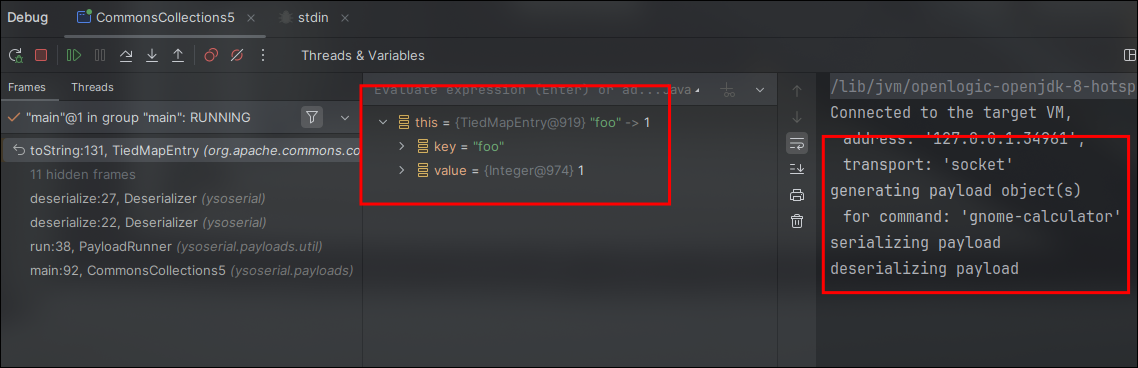 Debug
CommonsCollections5
stdin
Threads & Variables
Frames
Threads
"main"@1 in group "main": RUNNING
toString:131, TiedMapEntry (org.apache.commons.co
11 hidden frames
deserialize:27, Deserializer (ysoserial)
deserialize:22, Deserializer (ysoserial)
run:38, PayloadRunner (ysoserial.payloads.util)
main:92, CommonsCollections5 (ysoserial.payloads)
Evaluate expression (Enter) or ad...Java
this = {TiedMapEntry@919} "foo" -> 1
key = "foo"
value = {Integer@974} 1
/lib/jvm/openlogic-openjdk-8-hotsp
Connected to the target VM,
address: '127.0.0.1:34961',
transport: 'socket'
generating payload object(s)
for command: 'gnome-calculator'
serializing payload
deserializing payload